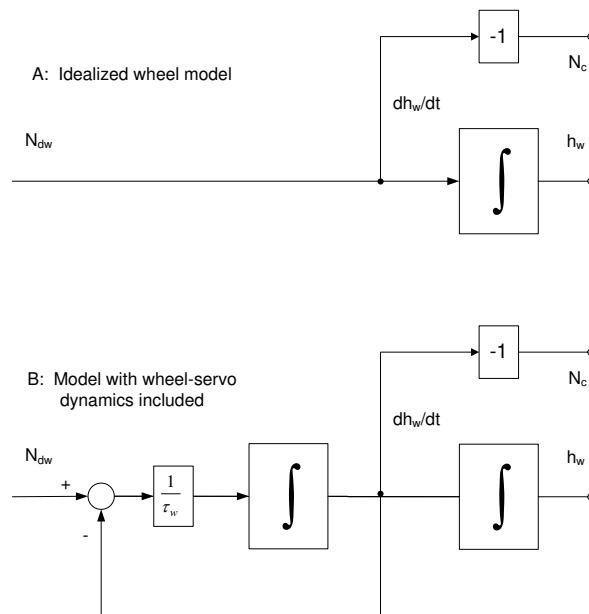 -1
A: Idealized wheel model
N_c
dh_w/dt
N_dw
h_w
∫
-1
B: Model with wheel-servo
dynamics included
N_c
dh_w/dt
N_dw
h_w
+
1
τ_w
∫
∫
-